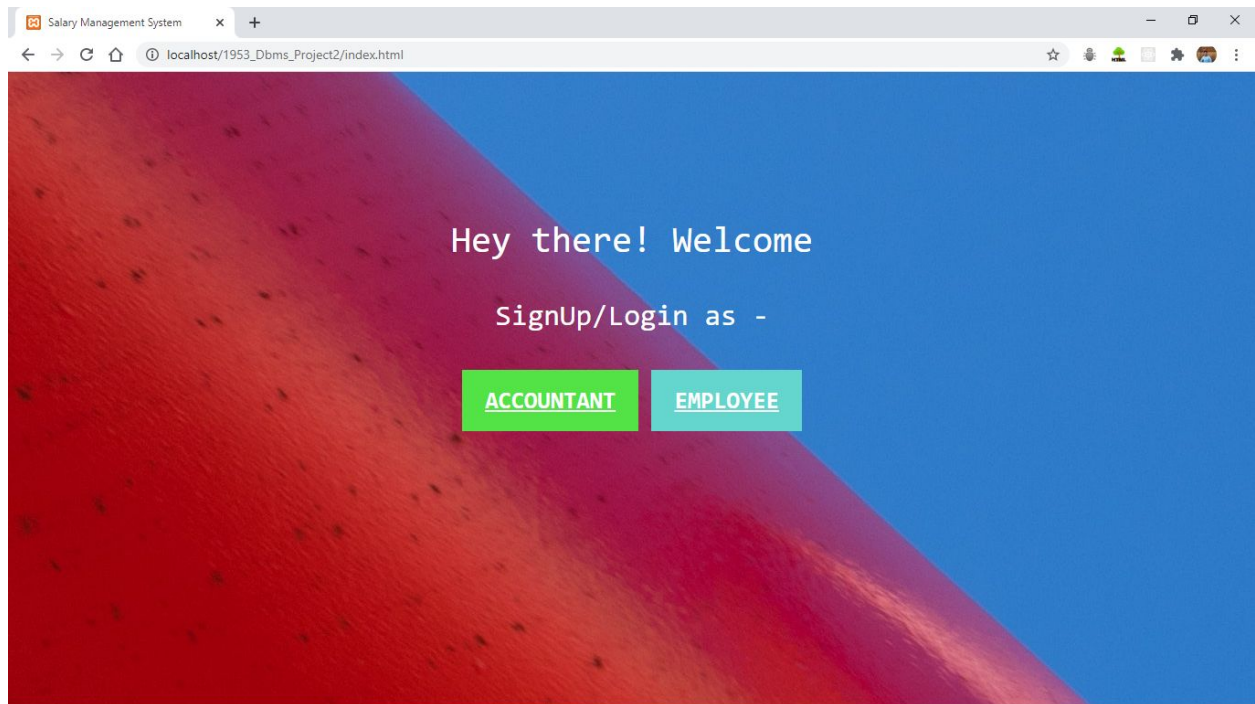 Salary Management System
localhost/1953_Dbms_Project2/index.html
Hey there! Welcome
SignUp/Login as -
ACCOUNTANT EMPLOYEE